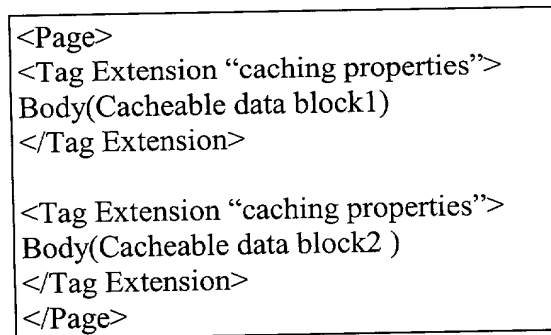 <Page>
<Tag Extension “caching properties”>
Body(Cacheable data block1)
</Tag Extension>
<Tag Extension “caching properties”>
Body(Cacheable data block2 )
</Tag Extension>
</Page>